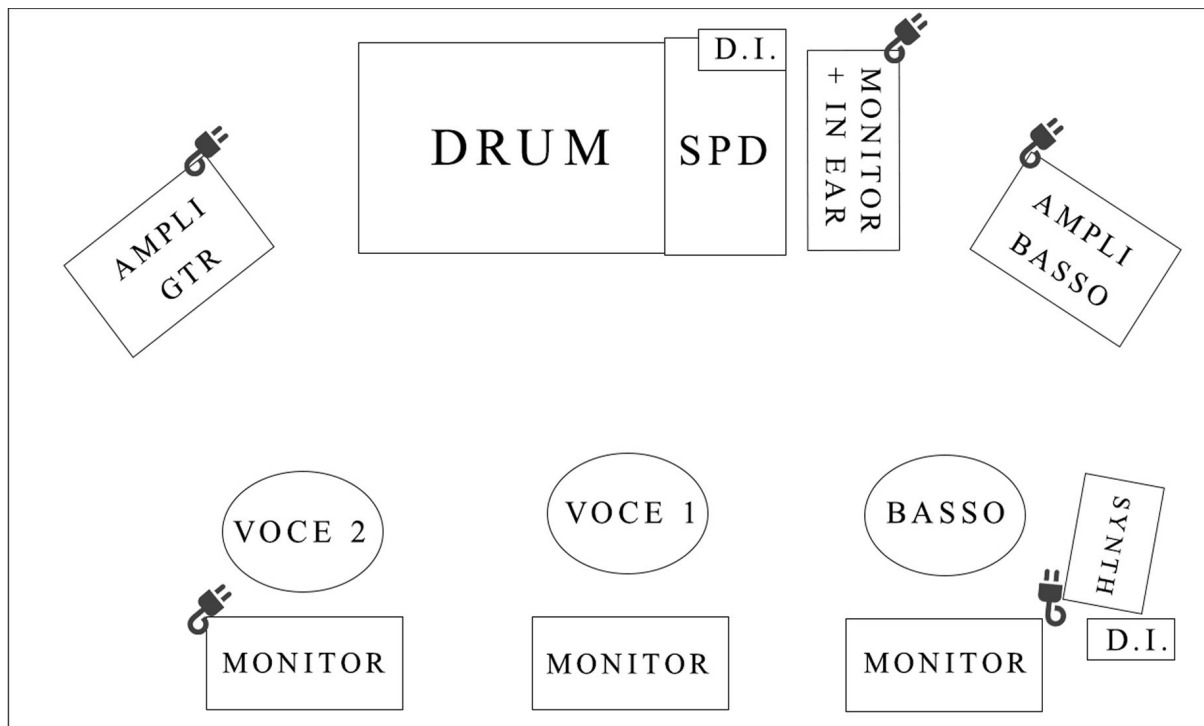 D.I.
DRUM
SPD
MONITOR
+ IN EAR
AMPLI
GTR
AMPLI
BASSO
VOCE 2
VOCE 1
BASSO
SYNTH
MONITOR
MONITOR
MONITOR
D.I.